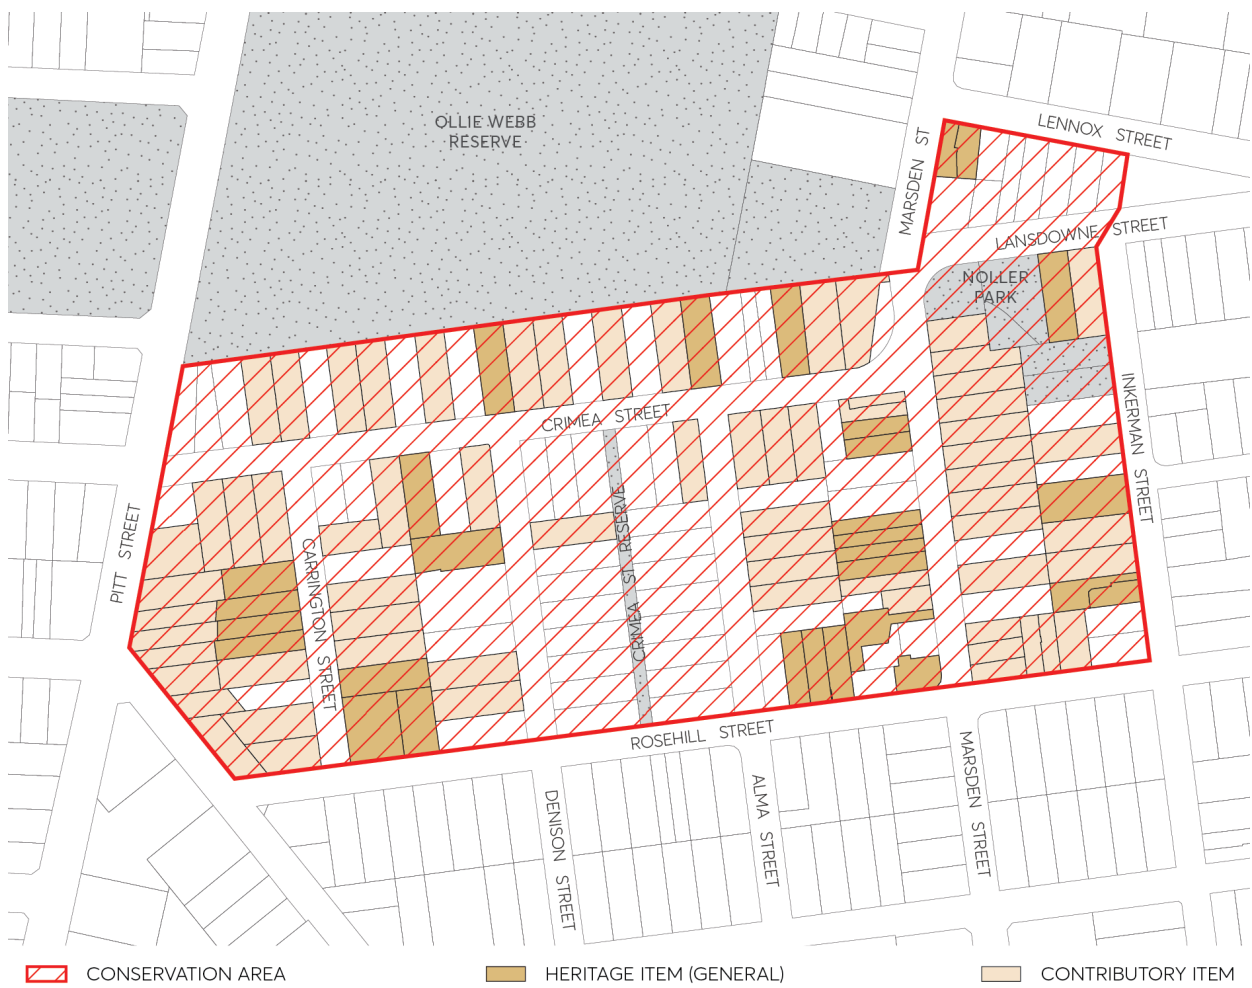 OLLIE WEBB
RESERVE
LENNOX STREET
MARSDEN ST
LANSDOWNE STREET
NOLLER
PARK
CRIMEA STREET
INKERMAN STREET
PITT STREET
CARRINGTON STREET
CRIMEA ST RESERVE
ROSEHILL STREET
DENISON STREET
ALMA STREET
MARSDEN STREET
CONSERVATION AREA
HERITAGE ITEM (GENERAL)
CONTRIBUTORY ITEM